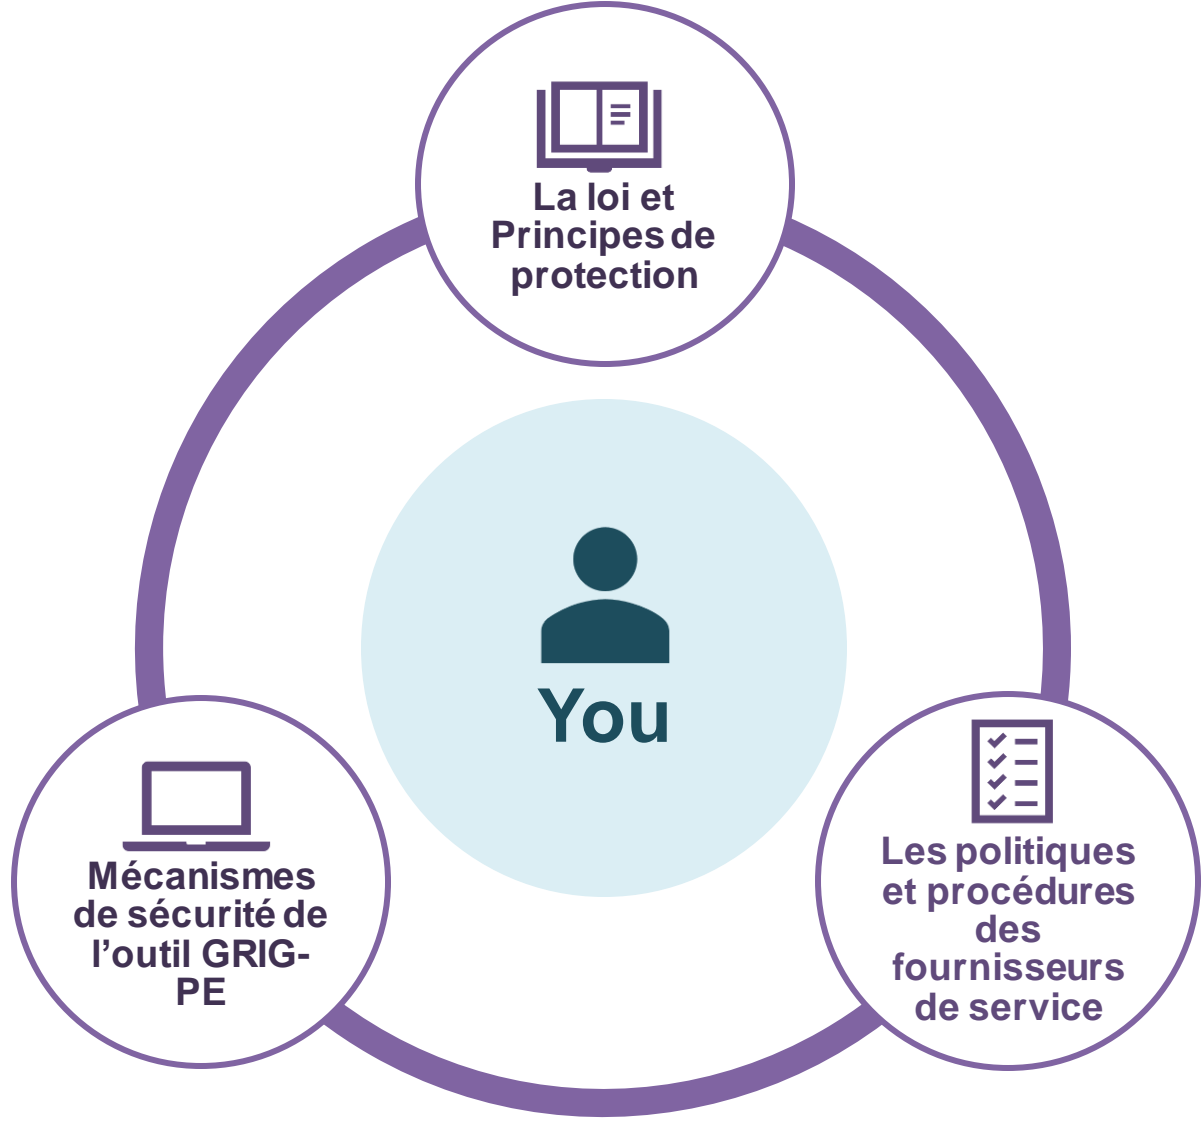 La loi et
Principes de
protection
You
Mécanismes
de sécurité de
l’outil GRIG-
PE
Les politiques
et procédures
des
fournisseurs
de service